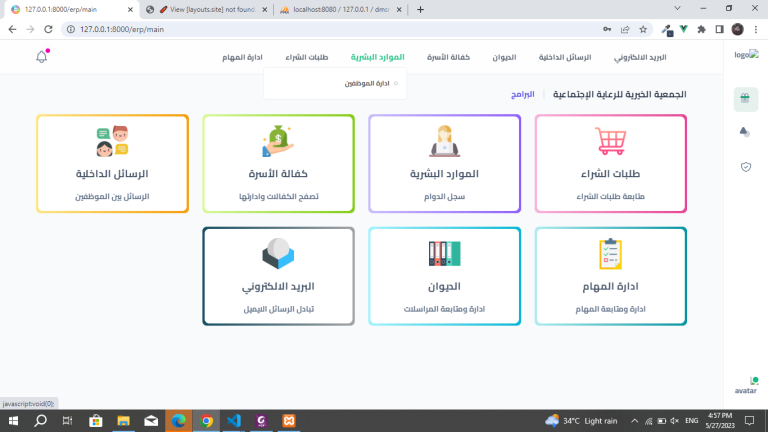 127.0.0.1:8000/erp/main
View [layouts.site] not found.
localhost:8080 / 127.0.0.1 / dmo
127.0.0.1:8000/erp/main
logo
البريد الالكتروني
الرسائل الداخلية
الديوان
كفالة الأسرة
الموارد البشرية
طلبات الشراء
ادارة المهام
ادارة الموظفين
الجمعية الخيرية للرعاية الإجتماعية | البرامج
طلبات الشراء
متابعة طلبات الشراء
الموارد البشرية
سجل الدوام
كفالة الأسرة
تصفح الكفالات وادارتها
الرسائل الداخلية
الرسائل بين الموظفين
ادارة المهام
ادارة ومتابعة المهام
الديوان
ادارة ومتابعة المراسلات
البريد الالكتروني
تبادل الرسائل الايميل
avatar
javascript:void(0);
34°C Light rain
ENG
4:57 PM
5/27/2023